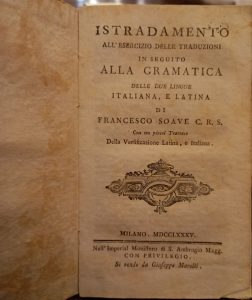 ISTRADAMENTO
ALL'ESERCIZIO DELLE TRADUZIONI
IN SEGUITO
ALLA GRAMATICA
DELLE DUE LINGUE
ITALIANA, E LATINA
DI
FRANCESCO SOAVE C. R. S.
Con un picciol Trattato
Della Versificazione Latina, e Italiana.
MILANO. MDCCLXXXV.
Nell'Imperial Monistero di S. Ambrogio Magg.
CON PRIVILEGIO.
Si vende da Giuseppe Marelli.